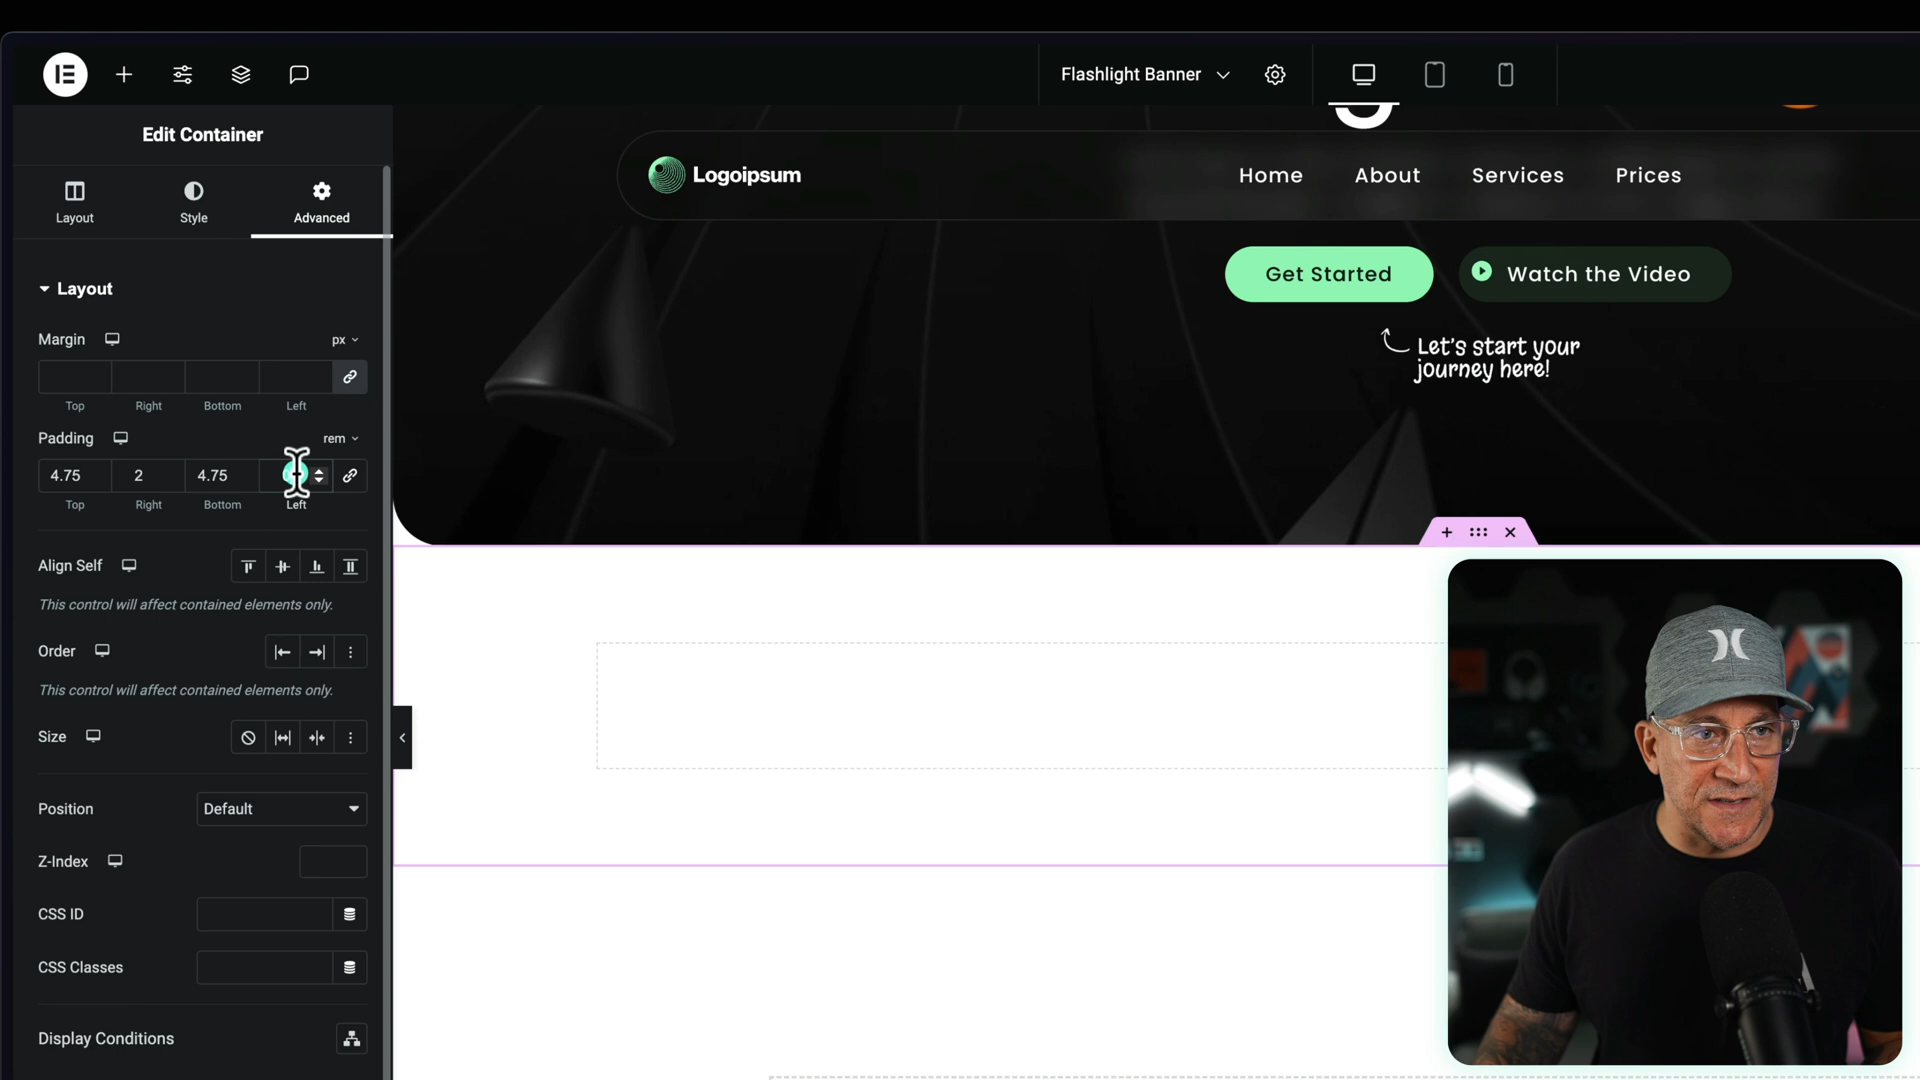 Flashlight Banner
Edit Container
Layout
Style
Advanced
Layout
Margin
px
Top
Right
Bottom
Left
Padding
rem
4.75
2
4.75
Top
Right
Bottom
Left
Align Self
This control will affect contained elements only.
Order
This control will affect contained elements only.
Size
Position
Default
Z-Index
CSS ID
CSS Classes
Display Conditions
Logoipsum
Home
About
Services
Prices
Get Started
Watch the Video
Let's start your
journey here!